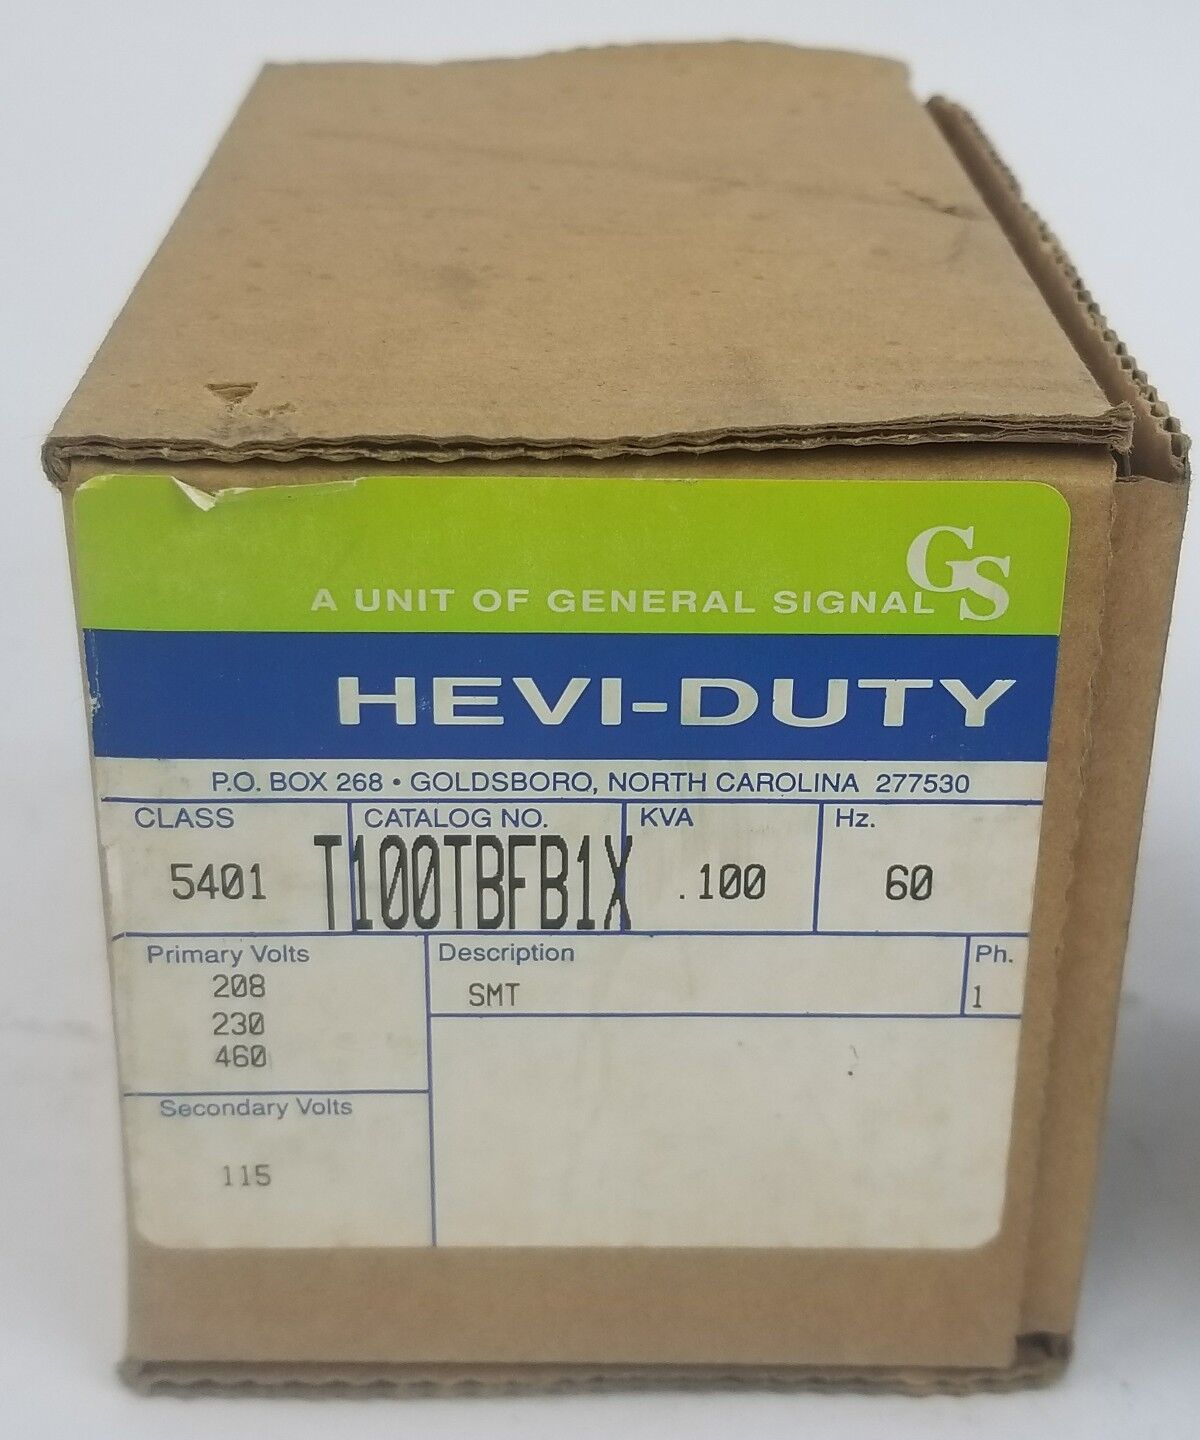 GS
A UNIT OF GENERAL SIGNAL
HEVI-DUTY
P.O. BOX 268 • GOLDSBORO, NORTH CAROLINA 277530
CLASS CATALOG NO. KVA Hz.
5401 T100TBFB1X .100 60
Primary Volts Description Ph.
208 SMT 1
230
460
Secondary Volts
115